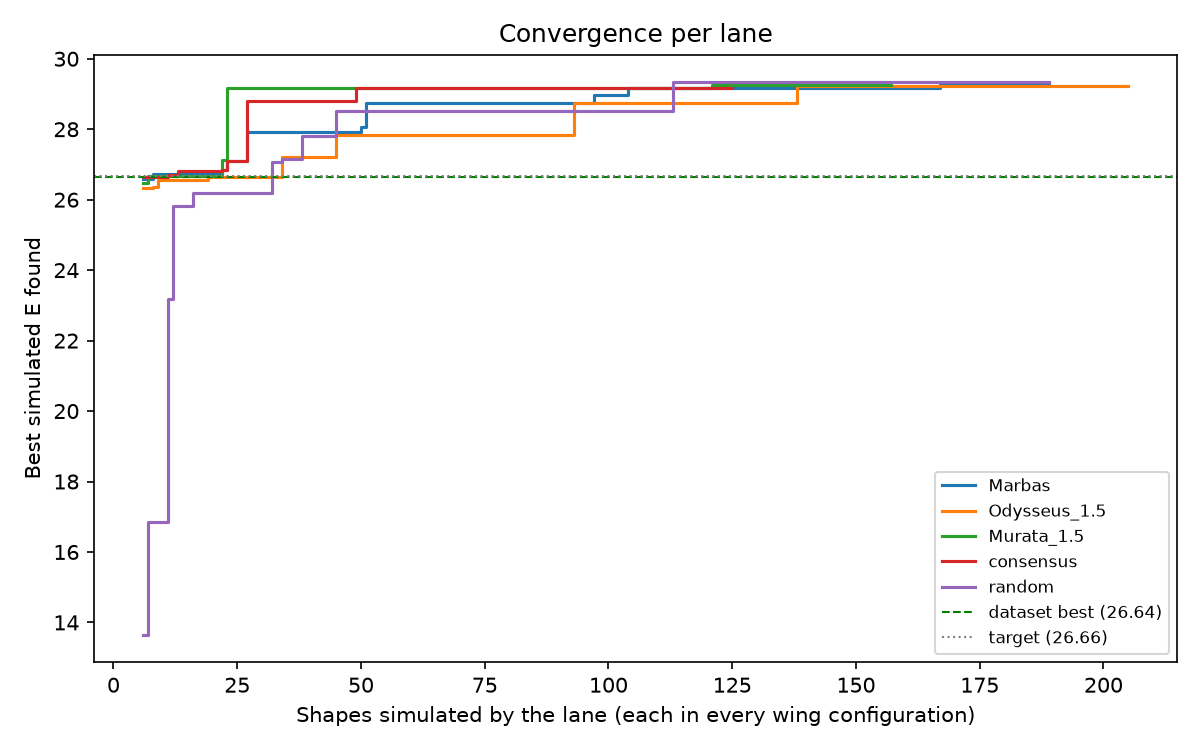 Convergence per lane
30
28
26
24
22
20
18
16
14
Best simulated E found
0 25 50 75 100 125 150 175 200
Shapes simulated by the lane (each in every wing configuration)
Marbas
Odysseus_1.5
Murata_1.5
consensus
random
dataset best (26.64)
target (26.66)